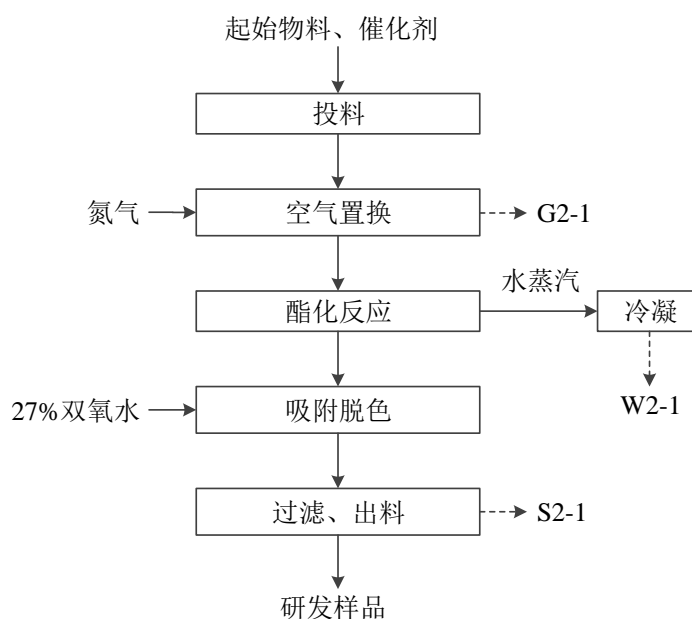 起始物料、催化剂
投料
氮气
空气置换
G2-1
水蒸汽
酯化反应
冷凝
27%双氧水
吸附脱色
W2-1
过滤、出料
S2-1
研发样品